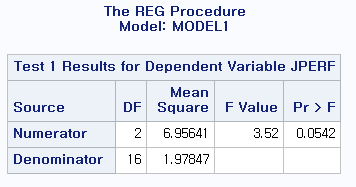 The REG Procedure
Model: MODEL1
Test 1 Results for Dependent Variable JPERF
Source DF Mean Square F Value Pr > F
Numerator 2 6.95641 3.52 0.0542
Denominator 16 1.97847